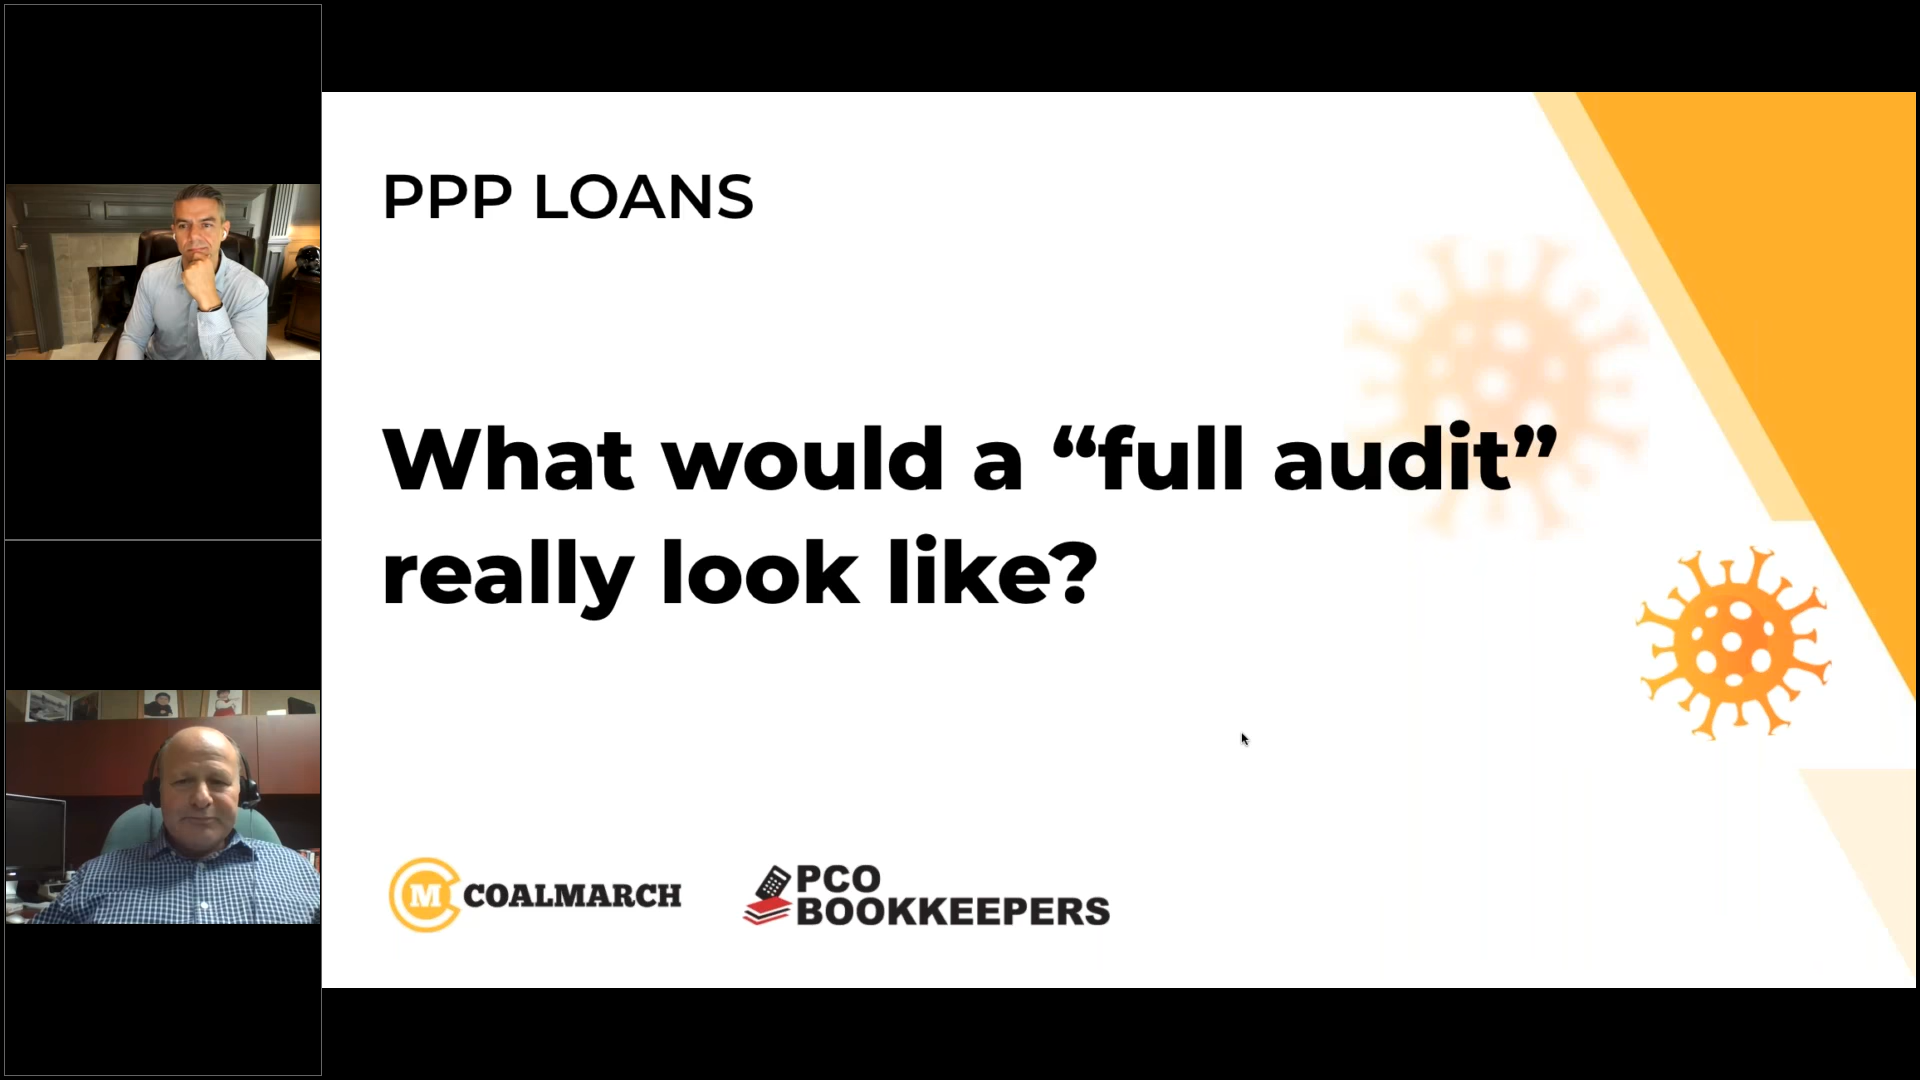 PPP LOANS
What would a “full audit”
really look like?
M COALMARCH
PCO
BOOKKEEPERS